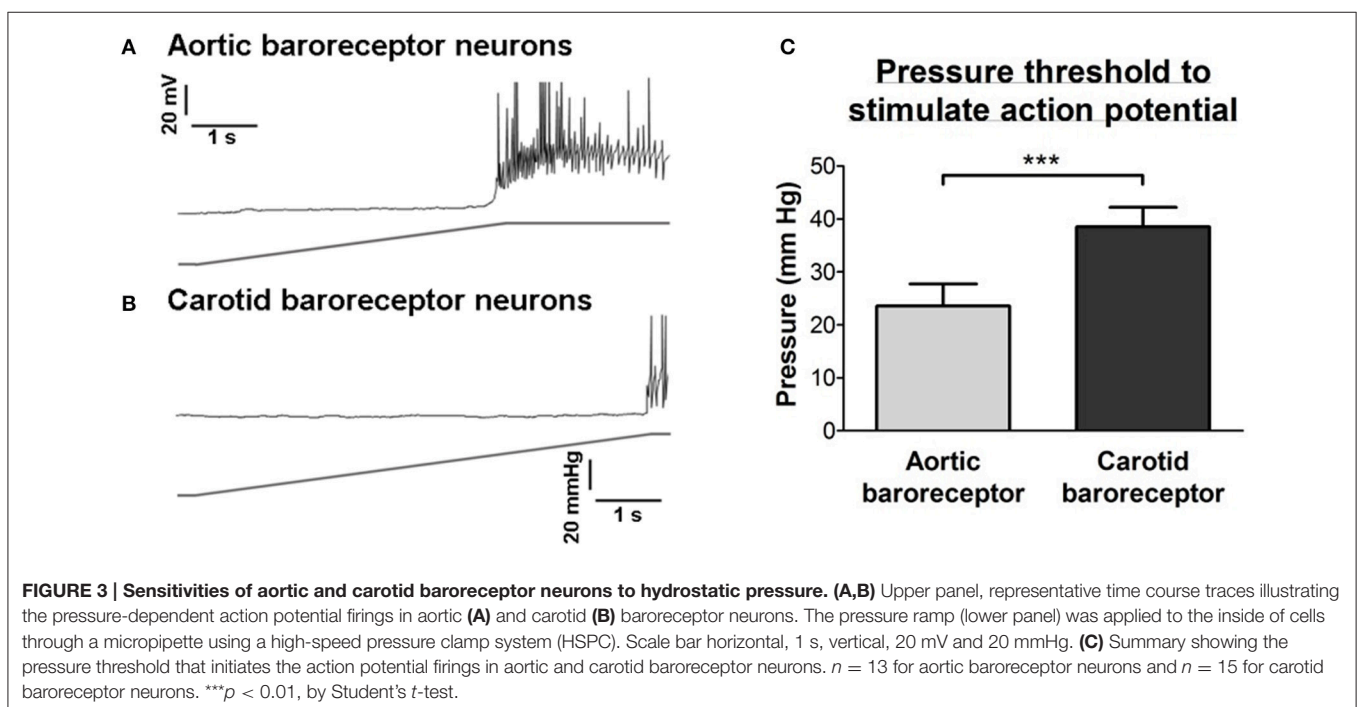 A Aortic baroreceptor neurons
20 mV
1 s
B Carotid baroreceptor neurons
20 mmHg
1 s
C
Pressure threshold to
stimulate action potential
***
Pressure (mm Hg)
50
40
30
20
10
0
Aortic
baroreceptor
Carotid
baroreceptor
FIGURE 3 | Sensitivities of aortic and carotid baroreceptor neurons to hydrostatic pressure. (A,B) Upper panel, representative time course traces illustrating
the pressure-dependent action potential firings in aortic (A) and carotid (B) baroreceptor neurons. The pressure ramp (lower panel) was applied to the inside of cells
through a micropipette using a high-speed pressure clamp system (HSPC). Scale bar horizontal, 1 s, vertical, 20 mV and 20 mmHg. (C) Summary showing the
pressure threshold that initiates the action potential firings in aortic and carotid baroreceptor neurons. n = 13 for aortic baroreceptor neurons and n = 15 for carotid
baroreceptor neurons. ***p < 0.01, by Student's t-test.